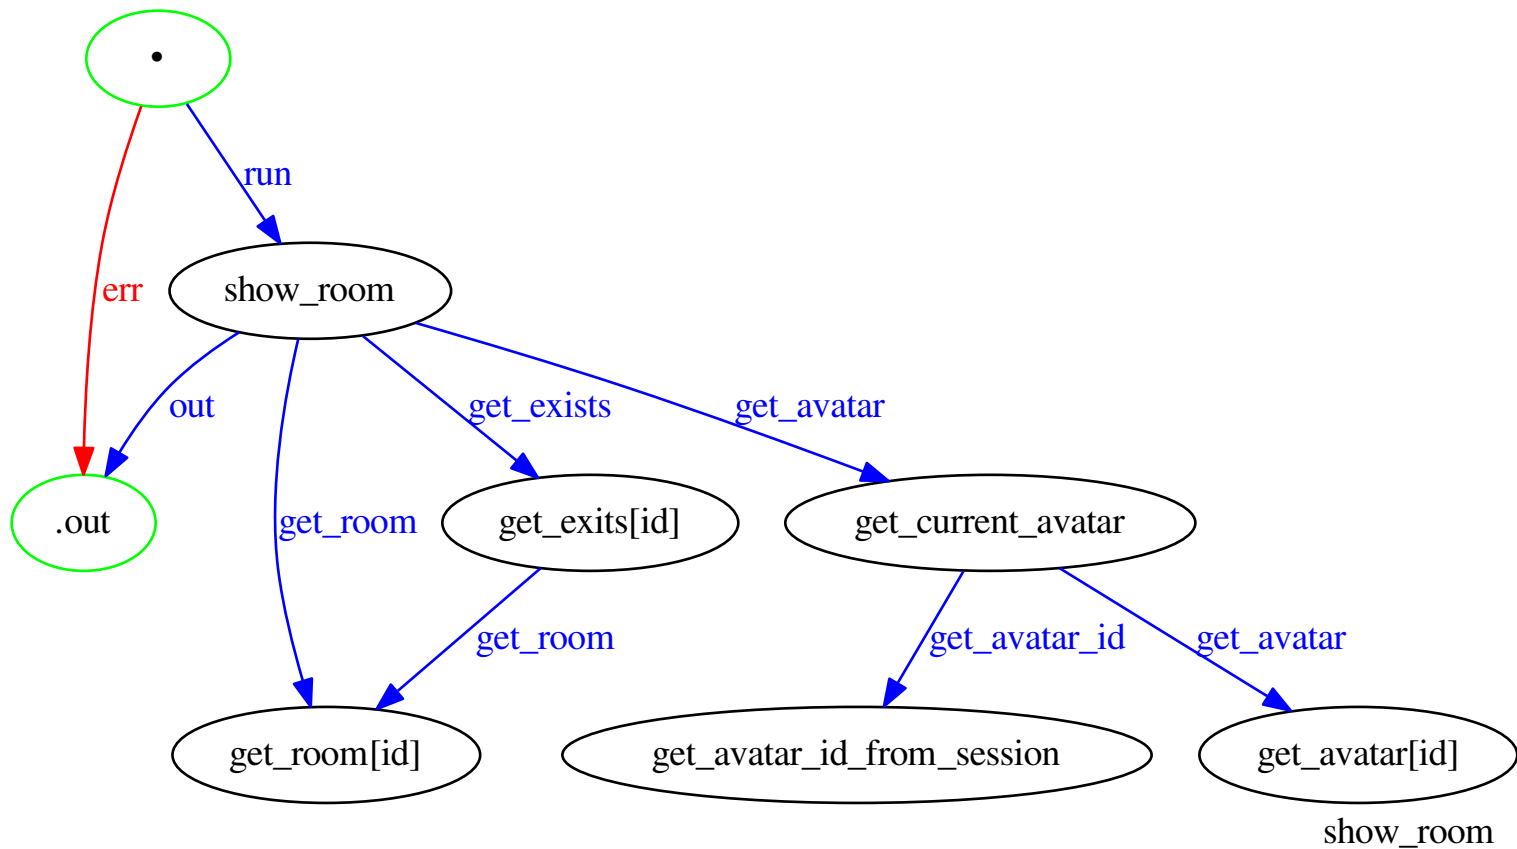 •
run
err
show_room
out
get_exists
get_avatar
.out
get_room
get_exits[id]
get_current_avatar
get_room
get_avatar_id
get_avatar
get_room[id]
get_avatar_id_from_session
get_avatar[id]
show_room